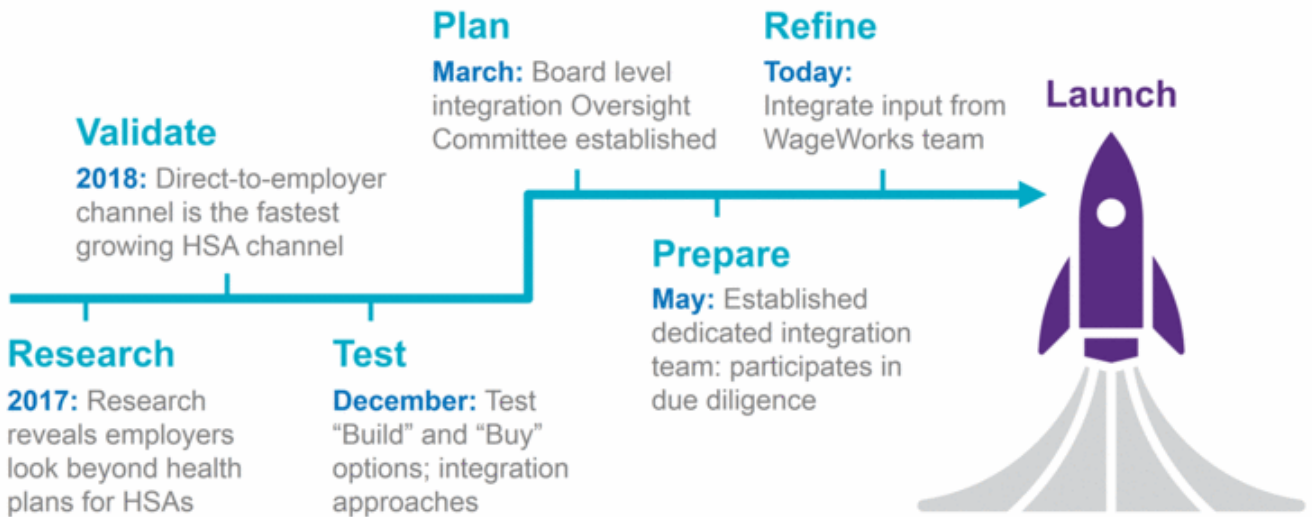 Research
2017: Research
reveals employers
look beyond health
plans for HSAs
Validate
2018: Direct-to-employer
channel is the fastest
growing HSA channel
Test
December: Test
“Build” and “Buy”
options; integration
approaches
Plan
March: Board level
integration Oversight
Committee established
Prepare
May: Established
dedicated integration
team: participates in
due diligence
Refine
Today:
Integrate input from
WageWorks team
Launch